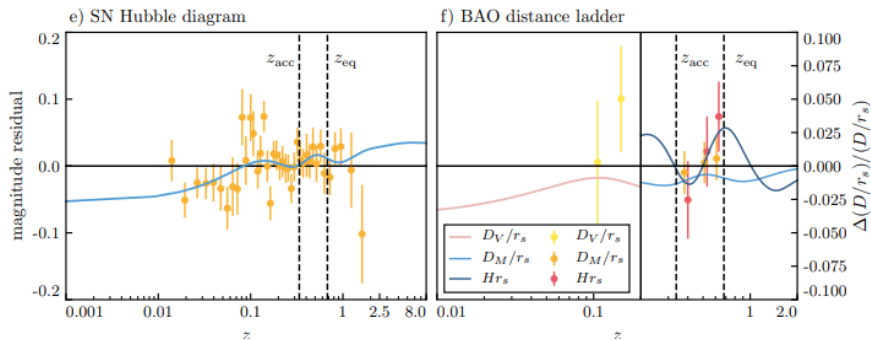 e) SN Hubble diagram
f) BAO distance ladder
magnitude residual
0.2
0.1
0.0
-0.1
-0.2
z_acc
z_eq
0.001
0.01
0.1
1
2.5
8.0
z
z_acc
z_eq
D_V/r_s
D_M/r_s
Hr_s
D_V/r_s
D_M/r_s
Hr_s
0.01
0.1
1
2.0
z
0.100
0.075
0.050
0.025
0.000
-0.025
-0.050
-0.075
-0.100
Δ(D/r_s)/(D/r_s)